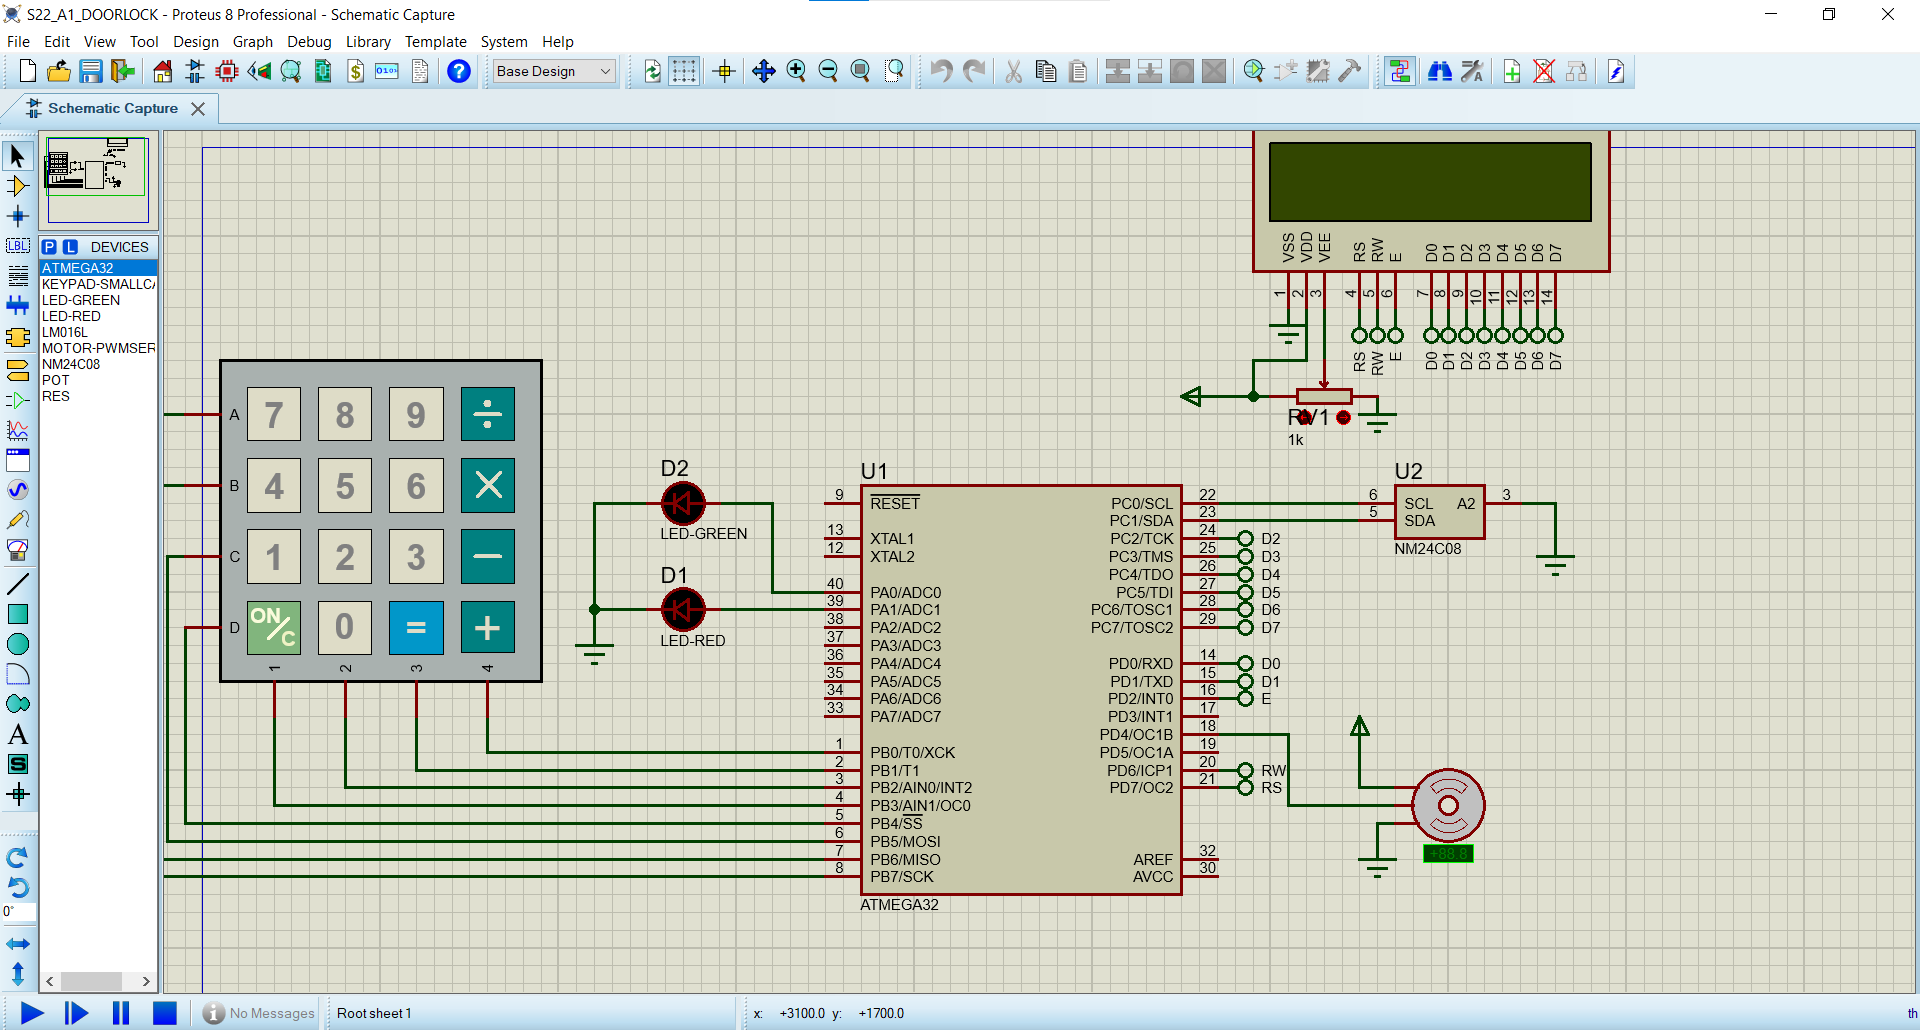 S22_A1_DOORLOCK - Proteus 8 Professional - Schematic Capture
File Edit View Tool Design Graph Debug Library Template System Help
Base Design
Schematic Capture
P L DEVICES
ATMEGA32
KEYPAD-SMALLCA
LED-GREEN
LED-RED
LM016L
MOTOR-PWMSER
NM24C08
POT
RES
LBL
A
S
0°
VSS VDD VEE RS RW E D0 D1 D2 D3 D4 D5 D6 D7
1 2 3 4 5 6 7 8 9 10 11 12 13 14
RS RW E D0 D1 D2 D3 D4 D5 D6 D7
RV1
1k
A 7 8 9 ÷
B 4 5 6 ×
C 1 2 3 −
D ON/C 0 = +
1 2 3 4
D2
LED-GREEN
D1
LED-RED
U1
9 RESET
13 XTAL1
12 XTAL2
40 PA0/ADC0
39 PA1/ADC1
38 PA2/ADC2
37 PA3/ADC3
36 PA4/ADC4
35 PA5/ADC5
34 PA6/ADC6
33 PA7/ADC7
1 PB0/T0/XCK
2 PB1/T1
3 PB2/AIN0/INT2
4 PB3/AIN1/OC0
5 PB4/SS
6 PB5/MOSI
7 PB6/MISO
8 PB7/SCK
PC0/SCL 22
PC1/SDA 23
PC2/TCK 24 D2
PC3/TMS 25 D3
PC4/TDO 26 D4
PC5/TDI 27 D5
PC6/TOSC1 28 D6
PC7/TOSC2 29 D7
PD0/RXD 14 D0
PD1/TXD 15 D1
PD2/INT0 16 E
PD3/INT1 17
PD4/OC1B 18
PD5/OC1A 19
PD6/ICP1 20 RW
PD7/OC2 21 RS
AREF 32
AVCC 30
ATMEGA32
U2
6 SCL A2 3
5 SDA
NM24C08
+88.8
No Messages Root sheet 1 x: +3100.0 y: +1700.0 th